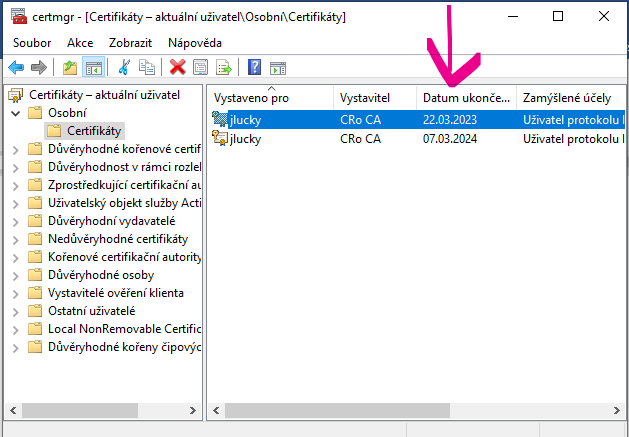 certmgr - [Certifikáty – aktuální uživatel\Osobní\Certifikáty]
Soubor Akce Zobrazit Nápověda
Certifikáty – aktuální uživatel
Osobní
Certifikáty
Důvěryhodné kořenové certif
Důvěryhodnost v rámci rozlel
Zprostředkující certifikační au
Uživatelský objekt služby Acti
Důvěryhodní vydavatelé
Nedůvěryhodné certifikáty
Kořenové certifikační autority
Důvěryhodné osoby
Vystavitelé ověření klienta
Ostatní uživatelé
Local NonRemovable Certific
Důvěryhodné kořeny čipovýc
Vystaveno pro Vystavitel Datum ukonče... Zamýšlené účely
jlucky CRo CA 22.03.2023 Uživatel protokolu I
jlucky CRo CA 07.03.2024 Uživatel protokolu I